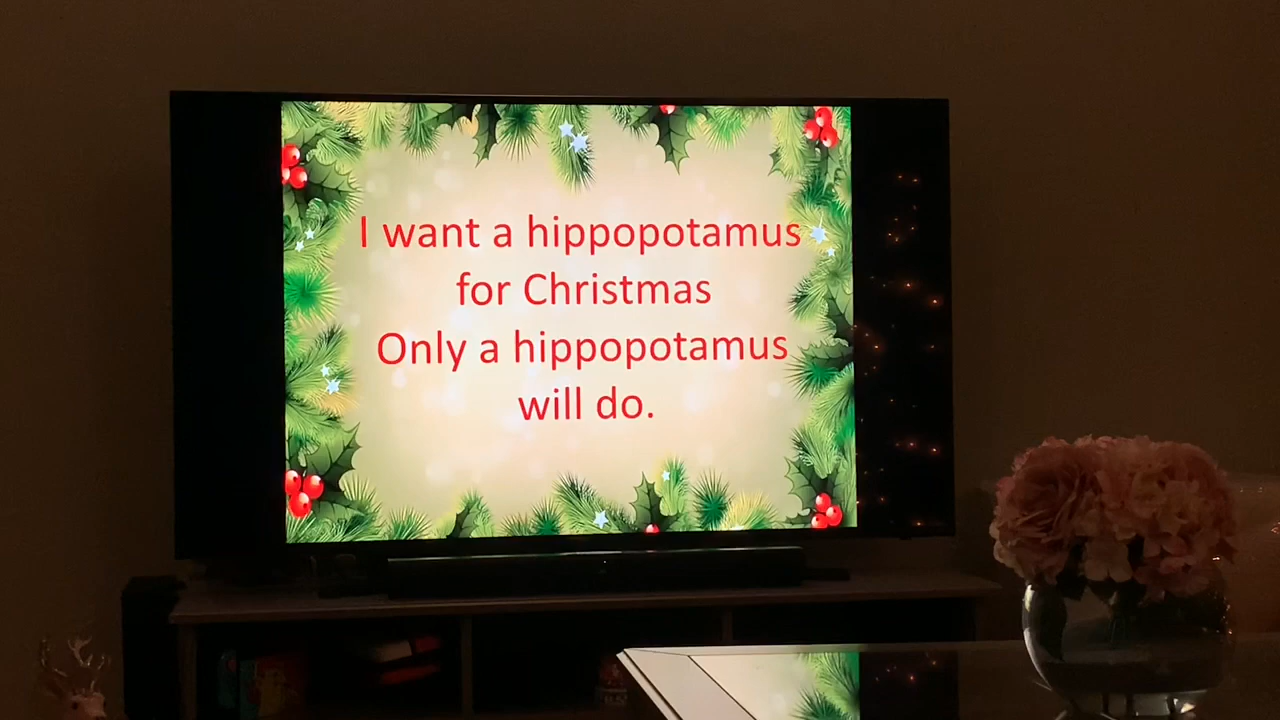 I want a hippopotamus
for Christmas
Only a hippopotamus
will do.